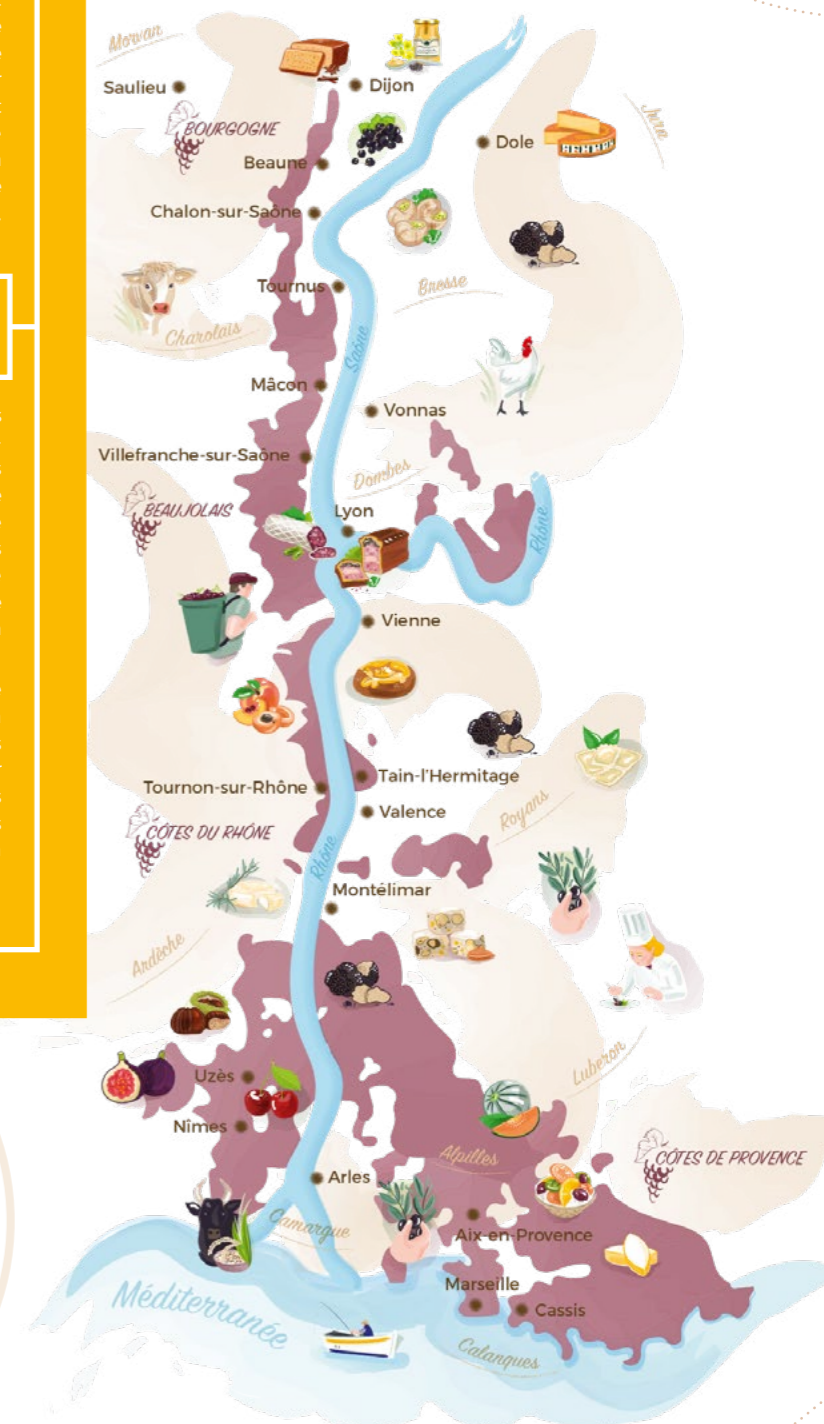 Morvan
Saulieu
Dijon
Jura
BOURGOGNE
Dole
Beaune
Chalon-sur-Saône
Tournus
Bresse
Charolais
Saône
Mâcon
Vonnas
Villefranche-sur-Saône
Dombes
BEAUJOLAIS
Lyon
Rhône
Vienne
Tain-l'Hermitage
Tournon-sur-Rhône
Valence
Royans
CÔTES DU RHÔNE
Rhône
Montélimar
Ardèche
Luberon
Uzès
Nîmes
Alpilles
CÔTES DE PROVENCE
Arles
Camargue
Aix-en-Provence
Marseille
Méditerranée
Cassis
Calanques